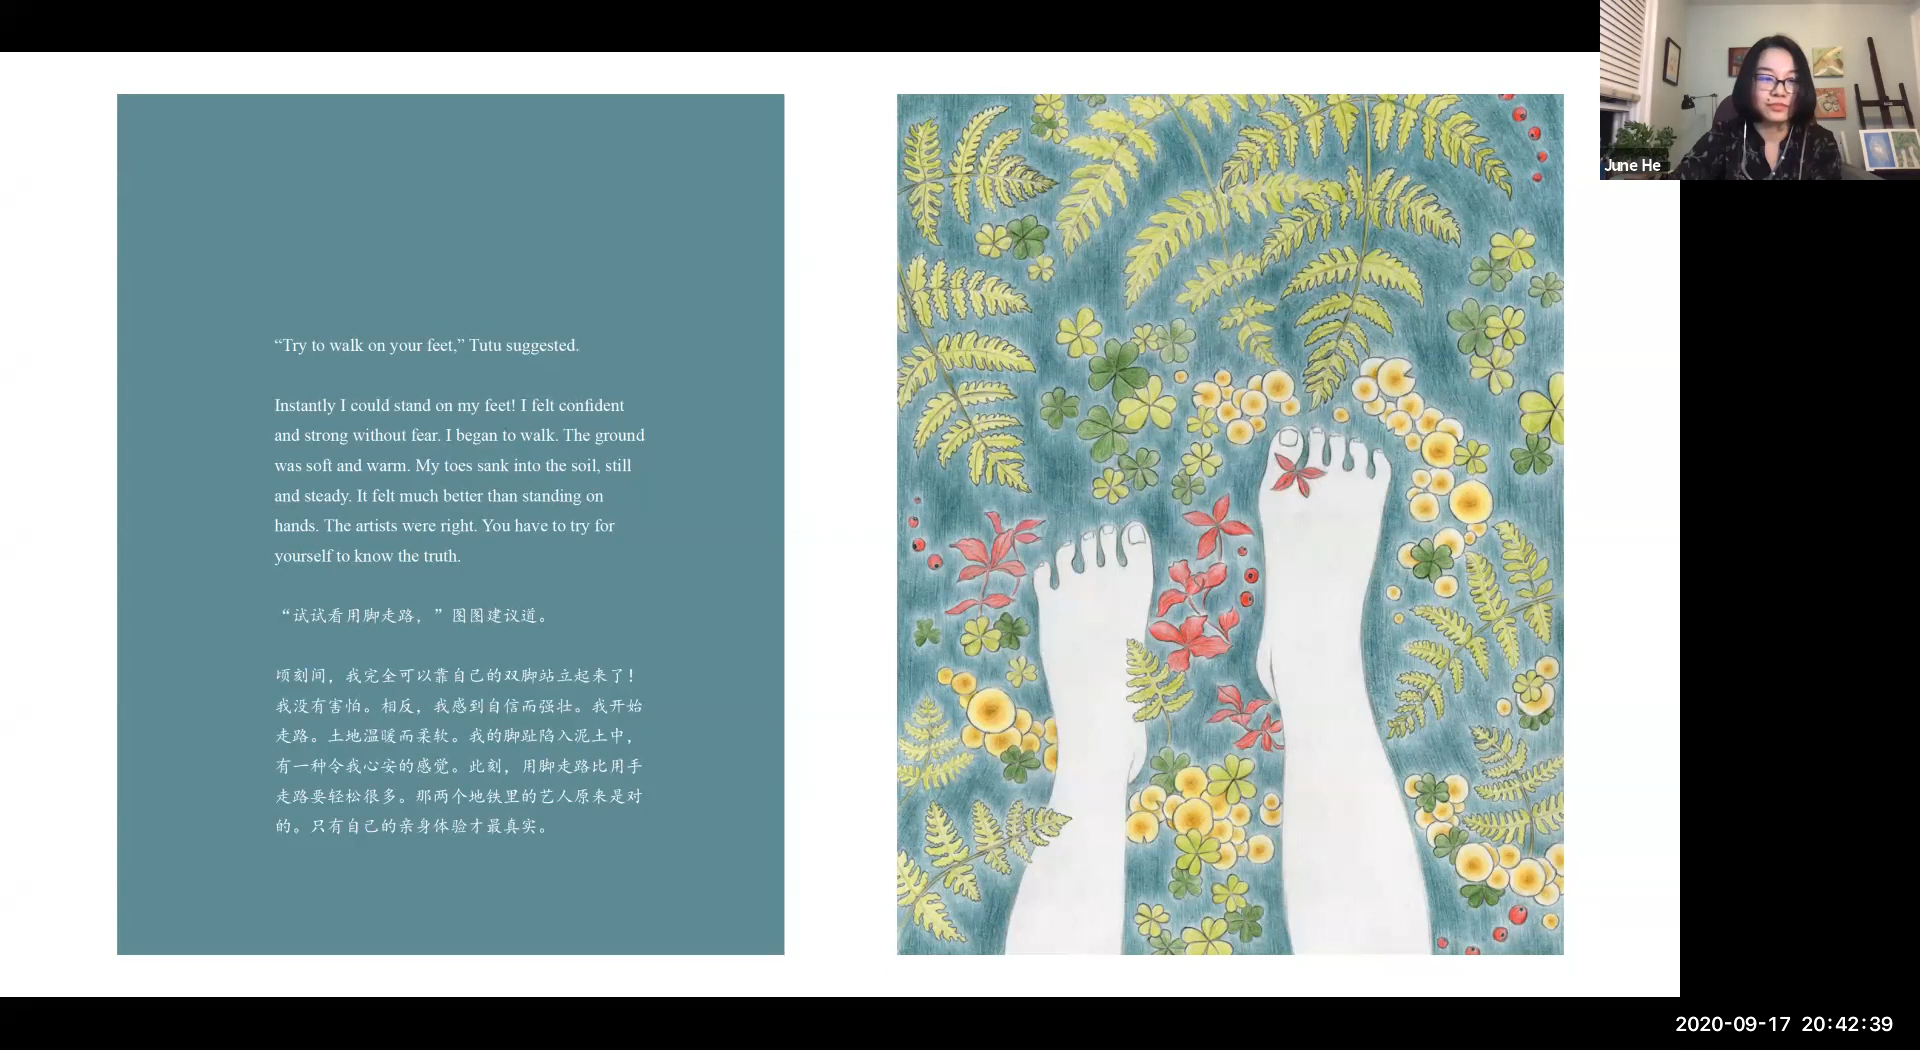 “Try to walk on your feet,” Tutu suggested.
Instantly I could stand on my feet! I felt confident
and strong without fear. I began to walk. The ground
was soft and warm. My toes sank into the soil, still
and steady. It felt much better than standing on
hands. The artists were right. You have to try for
yourself to know the truth.
“试试看用脚走路，”图图建议道。
顷刻间，我完全可以靠自己的双脚站立起来了！
我没有害怕。相反，我感到自信而强壮。我开始
走路。土地温暖而柔软。我的脚趾陷入泥土中，
有一种令我心安的感觉。此刻，用脚走路比用手
走路要轻松很多。那两个地铁里的艺人原来是对
的。只有自己的亲身体验才最真实。
June He
2020-09-17 20:42:39